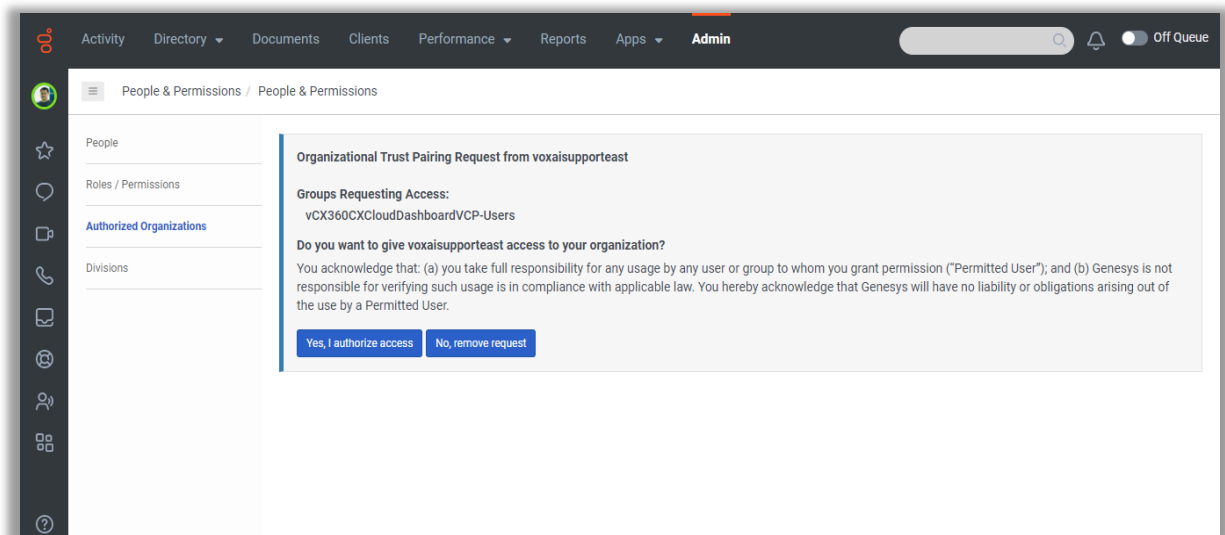 Activity Directory Documents Clients Performance Reports Apps Admin Off Queue
People & Permissions / People & Permissions
People
Roles / Permissions
Authorized Organizations
Divisions
Organizational Trust Pairing Request from voxaisupporteast
Groups Requesting Access:
vCX360CXCloudDashboardVCP-Users
Do you want to give voxaisupporteast access to your organization?
You acknowledge that: (a) you take full responsibility for any usage by any user or group to whom you grant permission (“Permitted User”); and (b) Genesys is not
responsible for verifying such usage is in compliance with applicable law. You hereby acknowledge that Genesys will have no liability or obligations arising out of
the use by a Permitted User.
Yes, I authorize access No, remove request